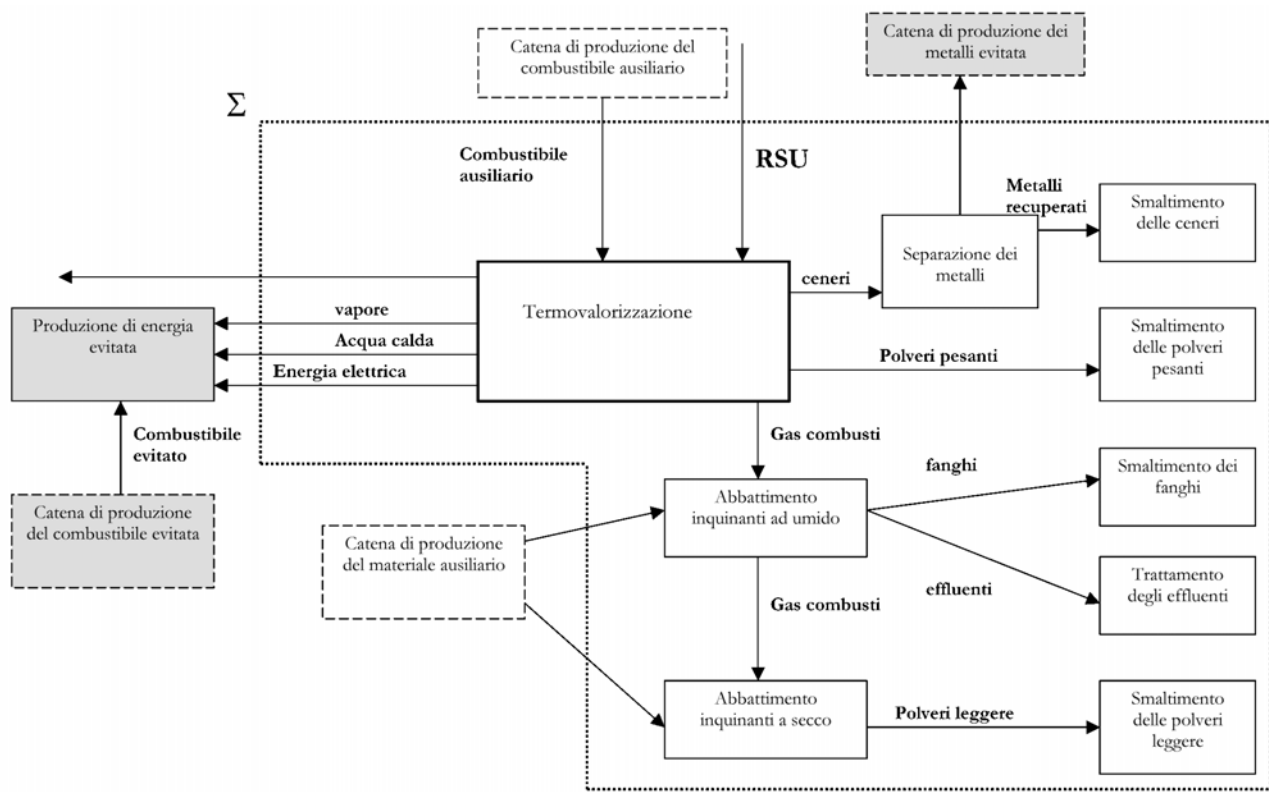 Catena di produzione del
combustibile ausiliario
Catena di produzione dei
metalli evitata
Σ
Combustibile
ausiliario
RSU
Metalli
recuperati
Smaltimento
delle ceneri
Separazione dei
metalli
ceneri
Termovalorizzazione
vapore
Acqua calda
Energia elettrica
Produzione di energia
evitata
Polveri pesanti
Smaltimento
delle polveri
pesanti
Combustibile
evitato
Gas combusti
fanghi
Smaltimento dei
fanghi
Catena di produzione
del combustibile evitata
Abbattimento
inquinanti ad umido
Catena di produzione
del materiale ausiliario
Gas combusti
effluenti
Trattamento
degli effluenti
Abbattimento
inquinanti a secco
Polveri leggere
Smaltimento
delle polveri
leggere